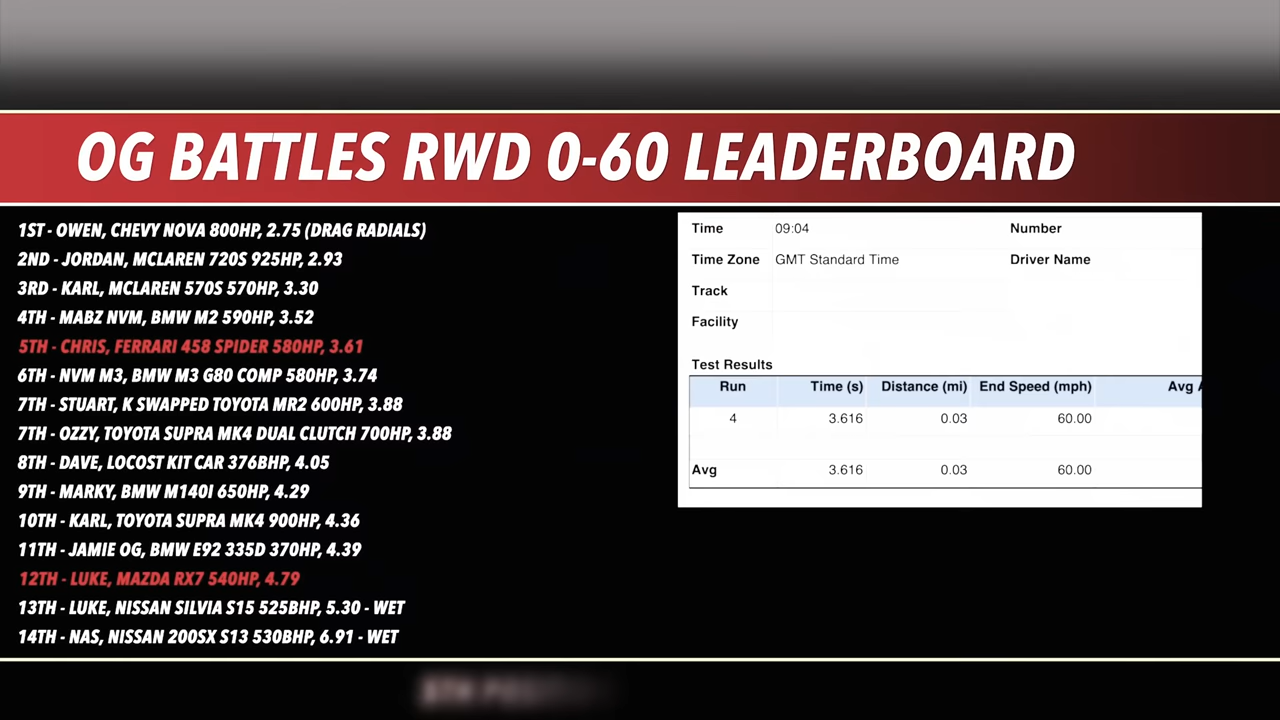 OG BATTLES RWD 0-60 LEADERBOARD
1ST - OWEN, CHEVY NOVA 800HP, 2.75 (DRAG RADIALS)
2ND - JORDAN, MCLAREN 720S 925HP, 2.93
3RD - KARL, MCLAREN 570S 570HP, 3.30
4TH - MABZ NVM, BMW M2 590HP, 3.52
5TH - CHRIS, FERRARI 458 SPIDER 580HP, 3.61
6TH - NVM M3, BMW M3 G80 COMP 580HP, 3.74
7TH - STUART, K SWAPPED TOYOTA MR2 600HP, 3.88
7TH - OZZY, TOYOTA SUPRA MK4 DUAL CLUTCH 700HP, 3.88
8TH - DAVE, LOCOST KIT CAR 376BHP, 4.05
9TH - MARKY, BMW M140I 650HP, 4.29
10TH - KARL, TOYOTA SUPRA MK4 900HP, 4.36
11TH - JAMIE OG, BMW E92 335D 370HP, 4.39
12TH - LUKE, MAZDA RX7 540HP, 4.79
13TH - LUKE, NISSAN SILVIA S15 525BHP, 5.30 - WET
14TH - NAS, NISSAN 200SX S13 530BHP, 6.91 - WET
Time 09:04 Number
Time Zone GMT Standard Time Driver Name
Track
Facility
Test Results
Run Time (s) Distance (mi) End Speed (mph) Avg
4 3.616 0.03 60.00
Avg 3.616 0.03 60.00